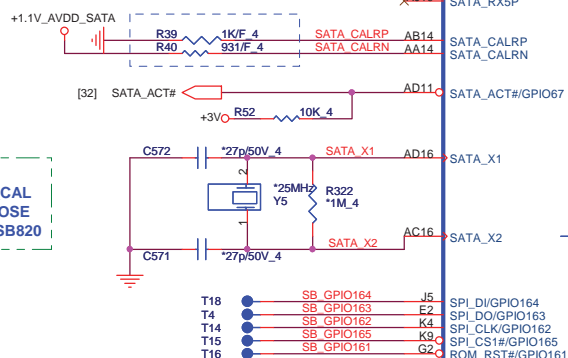 SATA_RX5P
+1.1V_AVDD_SATA
R39 1K/F_4 SATA_CALRP AB14 SATA_CALRP
R40 931/F_4 SATA_CALRN AA14 SATA_CALRN
[32] SATA_ACT# AD11 SATA_ACT#/GPIO67
+3V R52 10K_4
C572 *27p/50V_4 SATA_X1 AD16 SATA_X1
2
*25MHz R322
Y5 *1M_4
1
CAL
OSE
SB820
AC16 SATA_X2
C571 *27p/50V_4 SATA_X2
T18 SB_GPIO164 J5 SPI_DI/GPIO164
T4 SB_GPIO163 E2 SPI_DO/GPIO163
T14 SB_GPIO162 K4 SPI_CLK/GPIO162
T15 SB_GPIO165 K9 SPI_CS1#/GPIO165
T16 SB_GPIO161 G2 ROM_RST#/GPIO161